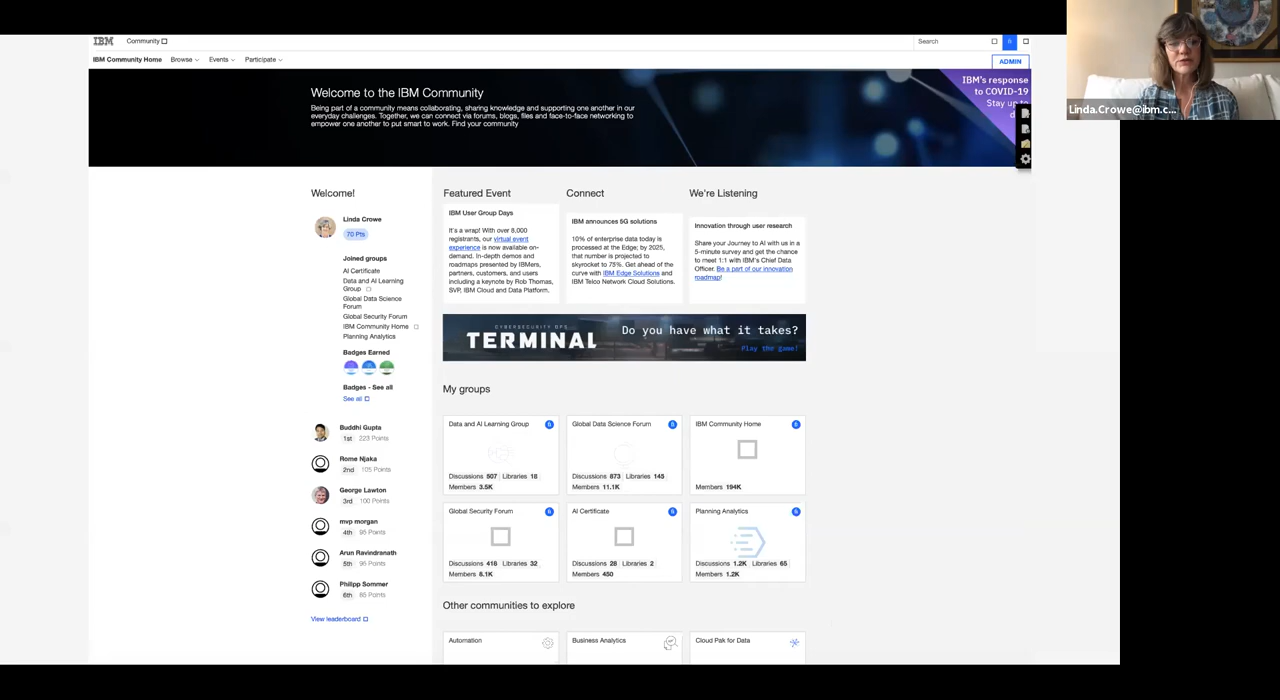 IBM Community
Search
IBM Community Home Browse Events Participate
ADMIN
Welcome to the IBM Community
Being part of a community means collaborating, sharing knowledge and supporting one another in our
everyday challenges. Together, we can connect via forums, blogs, files and face-to-face networking to
empower one another to put smart to work. Find your community
IBM's response
to COVID-19
Stay up to
Linda.Crowe@ibm.c...
Welcome!
Linda Crowe
70 Pts
Joined groups
AI Certificate
Data and AI Learning
Group
Global Data Science
Forum
Global Security Forum
IBM Community Home
Planning Analytics
Badges Earned
Badges - See all
See all
Buddhi Gupta
1st 223 Points
Rome Njaka
2nd 105 Points
George Lawton
3rd 100 Points
mvp morgan
4th 95 Points
Arun Ravindranath
5th 95 Points
Philipp Sommer
6th 85 Points
View leaderboard
Featured Event
IBM User Group Days
It's a wrap! With over 8,000
registrants, our virtual event
experience is now available on-
demand. In-depth demos and
roadmaps presented by IBMers,
partners, customers, and users
including a keynote by Rob Thomas,
SVP, IBM Cloud and Data Platform.
Connect
IBM announces 5G solutions
10% of enterprise data today is
processed at the Edge; by 2025,
that number is projected to
skyrocket to 75%. Get ahead of the
curve with IBM Edge Solutions and
IBM Telco Network Cloud Solutions.
We're Listening
Innovation through user research
Share your Journey to AI with us in a
5-minute survey and get the chance
to meet 1:1 with IBM's Chief Data
Officer. Be a part of our innovation
roadmap!
CYBERSECURITY OPS
TERMINAL
Do you have what it takes?
Play the game!
My groups
Data and AI Learning Group
Discussions 507 Libraries 18
Members 3.5K
Global Data Science Forum
Discussions 873 Libraries 145
Members 11.1K
IBM Community Home
Members 194K
Global Security Forum
Discussions 416 Libraries 32
Members 8.1K
AI Certificate
Discussions 28 Libraries 2
Members 450
Planning Analytics
Discussions 1.2K Libraries 65
Members 1.2K
Other communities to explore
Automation
Business Analytics
Cloud Pak for Data